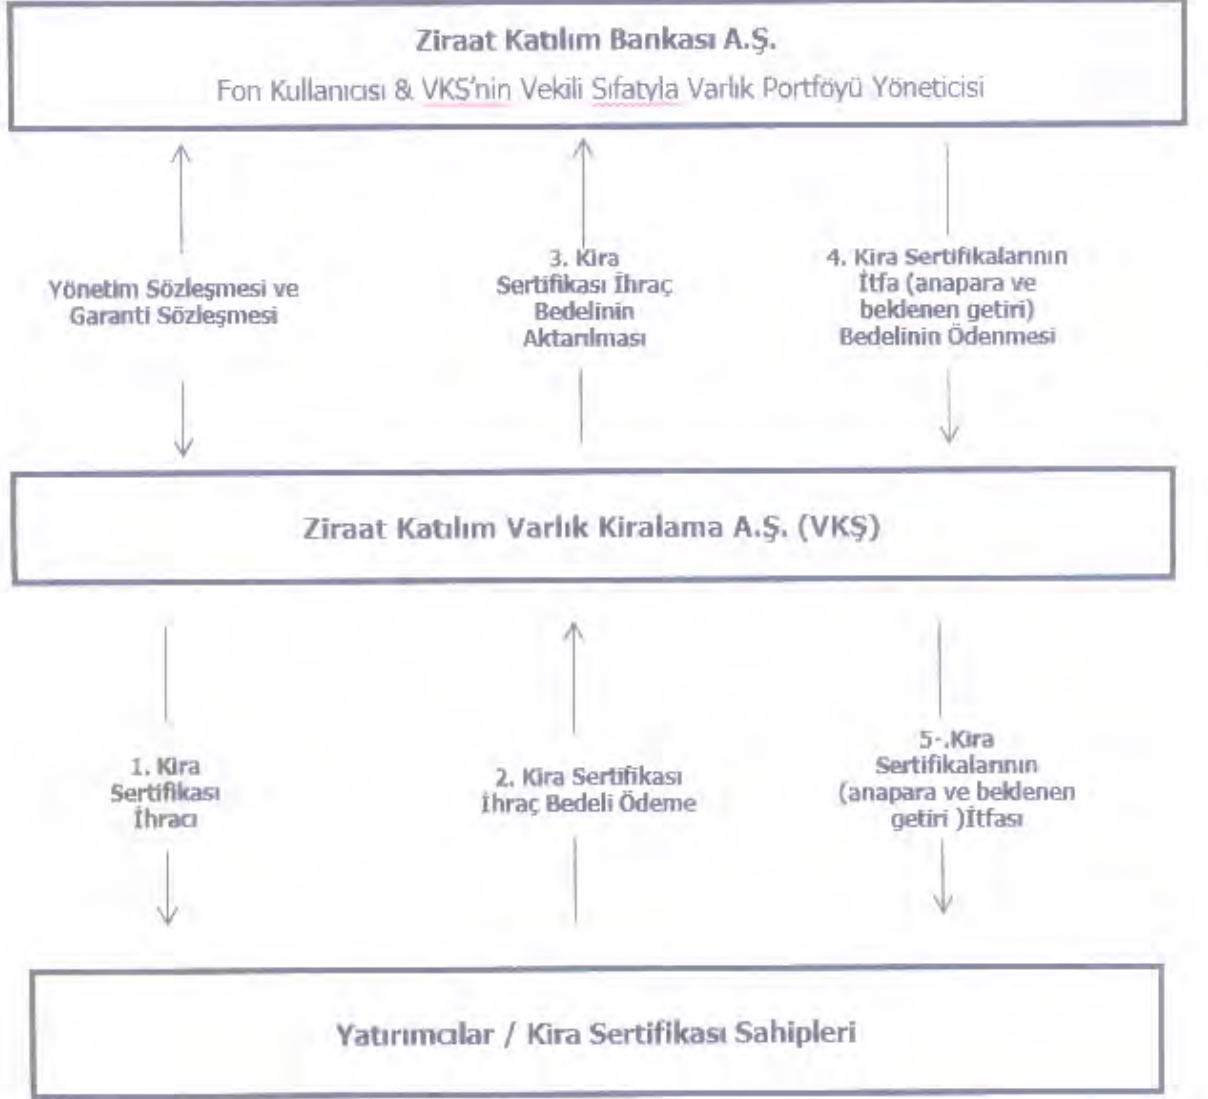 Ziraat Katılım Bankası A.Ş.
Fon Kullanıcısı & VKŞ'nin Vekili Sıfatyla Varlık Portföyü Yöneticisi
Yönetim Sözleşmesi ve
Garanti Sözleşmesi
3. Kira
Sertifikası İhraç
Bedelinin
Aktarılması
4. Kira Sertifikalarının
İtfa (anapara ve
beklenen getiri)
Bedelinin Ödenmesi
Ziraat Katılım Varlık Kiralama A.Ş. (VKŞ)
1. Kira
Sertifikası
İhracı
2. Kira Sertifikası
İhraç Bedeli Ödeme
5-.Kira
Sertifikalarının
(anapara ve beklenen
getiri )İtfası
Yatırımcılar / Kira Sertifikası Sahipleri